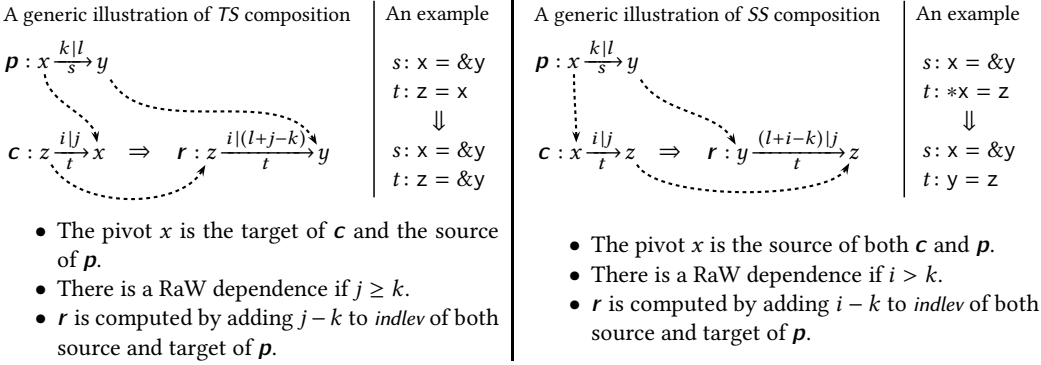 A generic illustration of TS composition
p : x k|l s y
c : z i|j t x ⇒ r : z i|(l+j−k) t y
An example
s: x = &y
t: z = x
⇓
s: x = &y
t: z = &y
• The pivot x is the target of c and the source
of p.
• There is a RaW dependence if j ≥ k.
• r is computed by adding j − k to indlev of both
source and target of p.
A generic illustration of SS composition
p : x k|l s y
c : x i|j t z ⇒ r : y (l+i−k)|j t z
An example
s: x = &y
t: *x = z
⇓
s: x = &y
t: y = z
• The pivot x is the source of both c and p.
• There is a RaW dependence if i > k.
• r is computed by adding i − k to indlev of both
source and target of p.